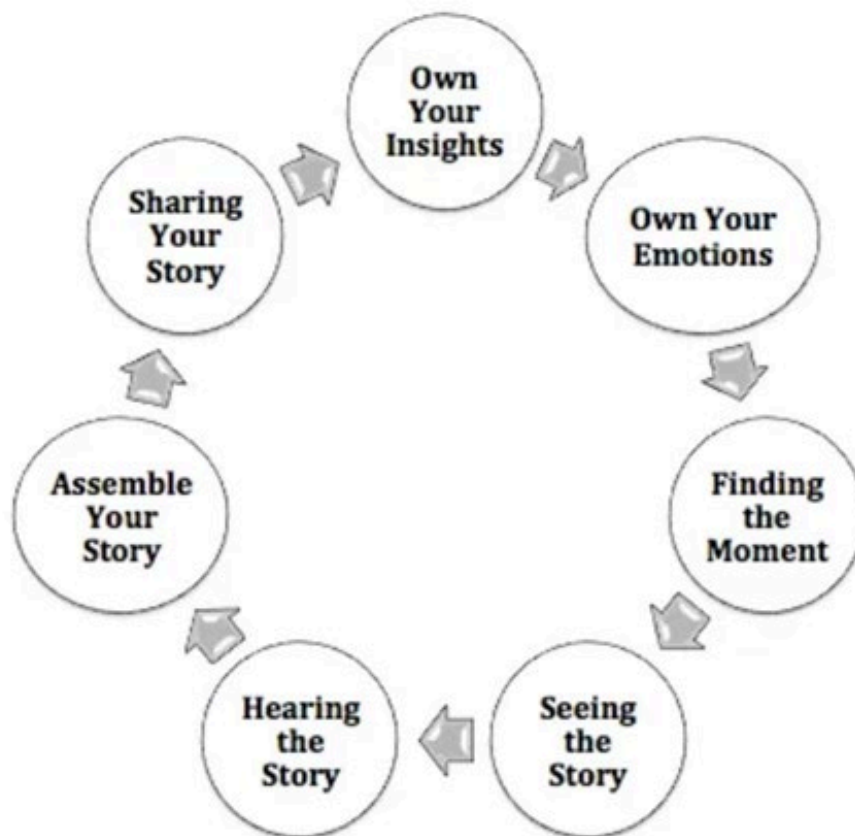 Own
Your
Insights
Own Your
Emotions
Finding
the
Moment
Seeing
the
Story
Hearing
the
Story
Assemble
Your
Story
Sharing
Your
Story